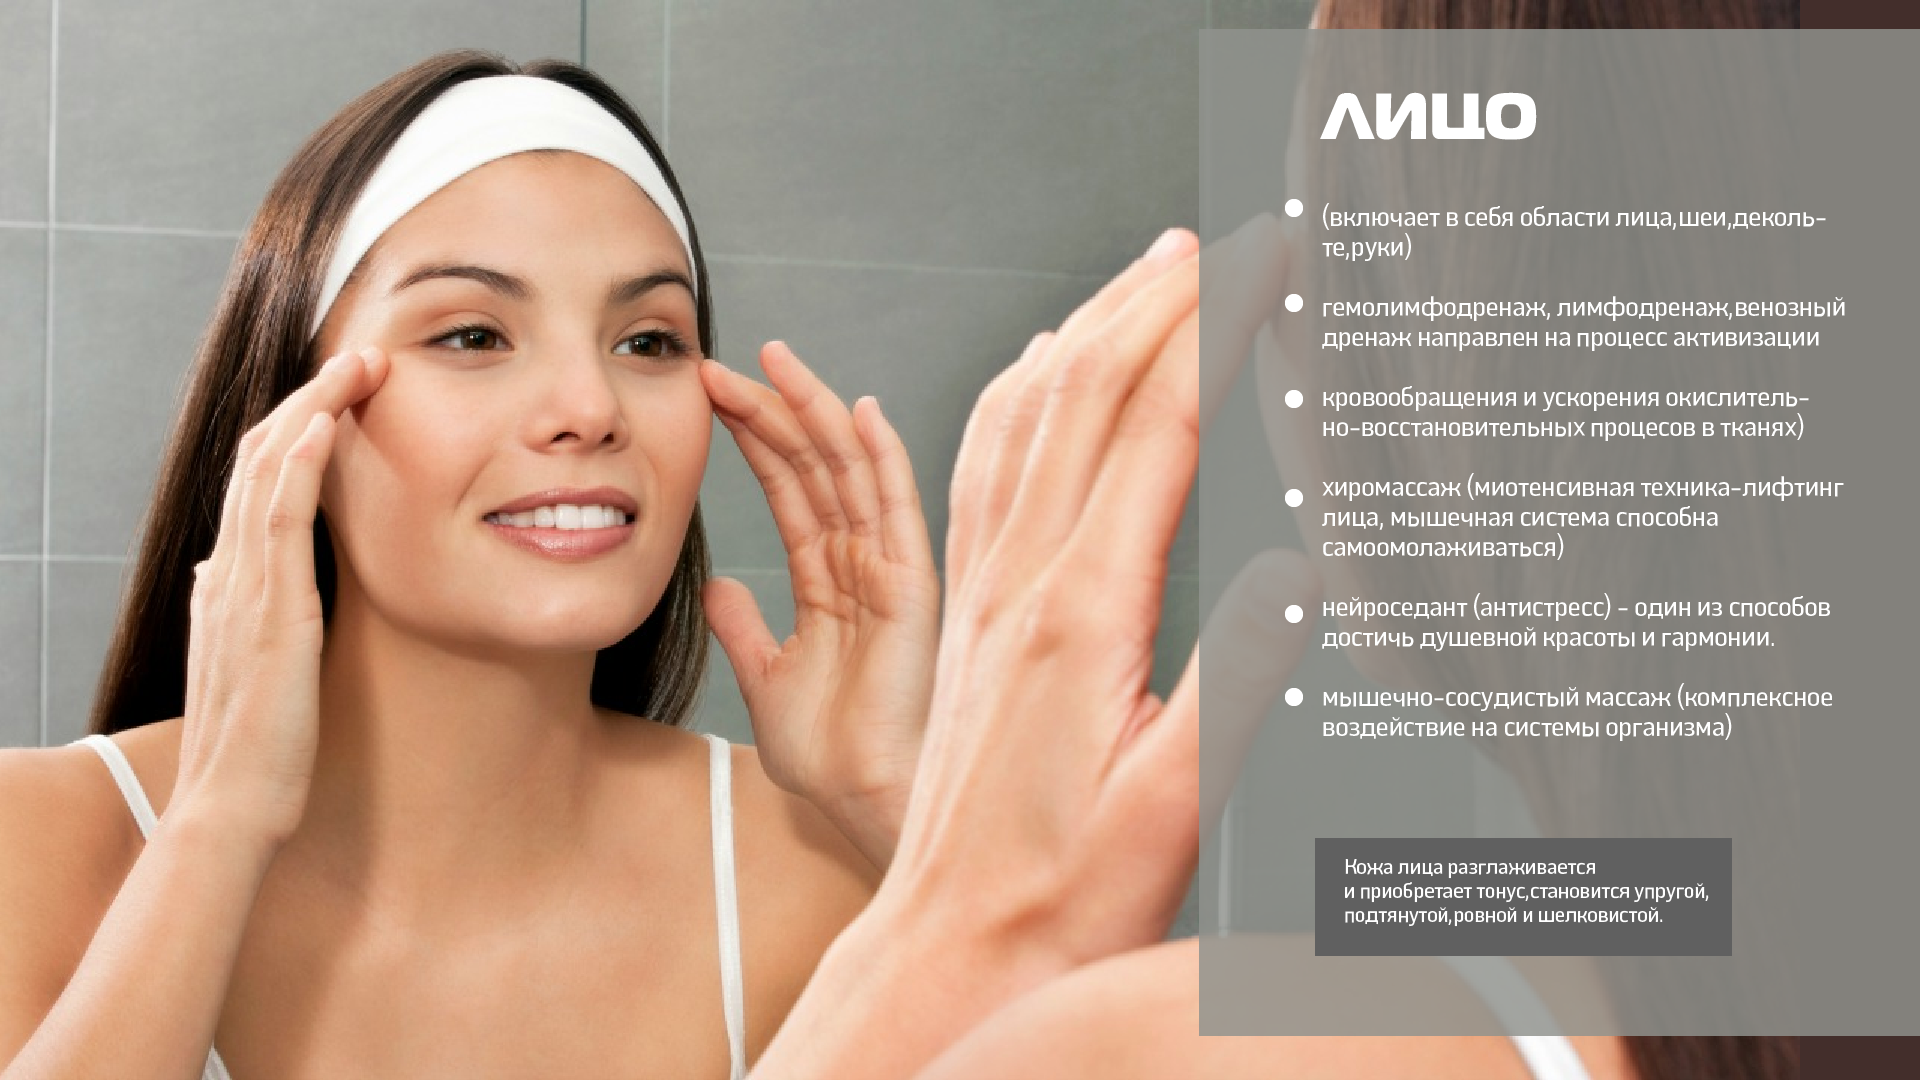 ЛИЦО
(включает в себя области лица,шеи,деколь-
те,руки)
гемолимфодренаж, лимфодренаж,венозный
дренаж направлен на процесс активизации
кровообращения и ускорения окислитель-
но-восстановительных процесов в тканях)
хиромассаж (миотенсивная техника-лифтинг
лица, мышечная система способна
самоомолаживаться)
нейроседант (антистресс) - один из способов
достичь душевной красоты и гармонии.
мышечно-сосудистый массаж (комплексное
воздействие на системы организма)
Кожа лица разглаживается
и приобретает тонус,становится упругой,
подтянутой,ровной и шелковистой.